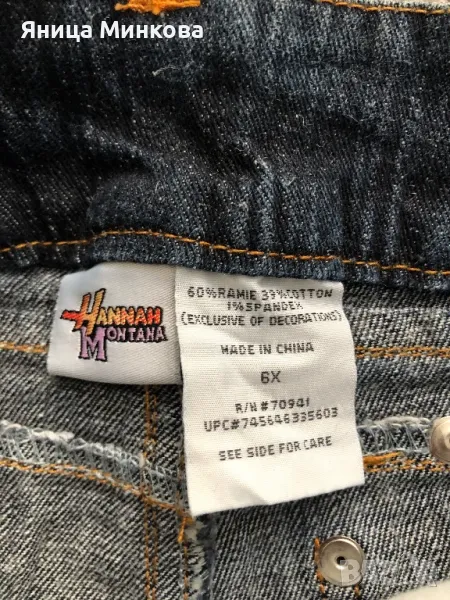 Яница Минкова
HANNAH
MONTANA
60%RAMIE 39%COTTON
1%SPANDEX
(EXCLUSIVE OF DECORATIONS)
MADE IN CHINA
6X
R/N#70941
UPC#745646335603
SEE SIDE FOR CARE